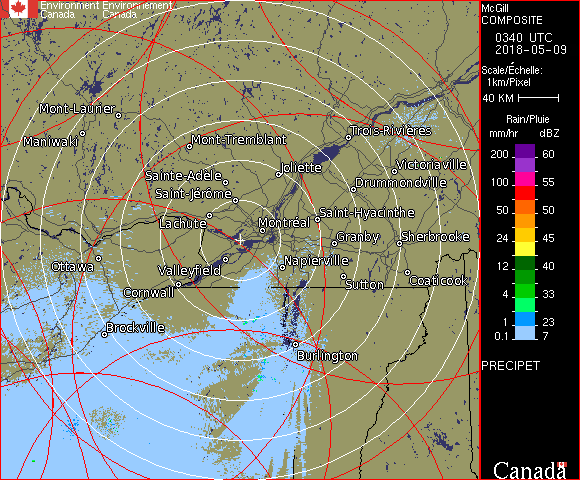 Environment Environnement
Canada Canada
McGill
COMPOSITE
0340 UTC
2018-05-09
Scale/Échelle:
1km/Pixel
40 KM
Rain/Pluie
mm/hr dBZ
200 60
100 55
50 50
24 45
12 40
4 33
1 23
0.1 7
PRECIPET
Canada
Mont-Laurier
Maniwaki
Mont-Tremblant
Trois-Rivières
Joliette
Victoriaville
Sainte-Adèle
Drummondville
Saint-Jérôme
Saint-Hyacinthe
Lachute
Montréal
Granby
Sherbrooke
Ottawa
Valleyfield
Napierville
Sutton
Coaticook
Cornwall
Brockville
Burlington